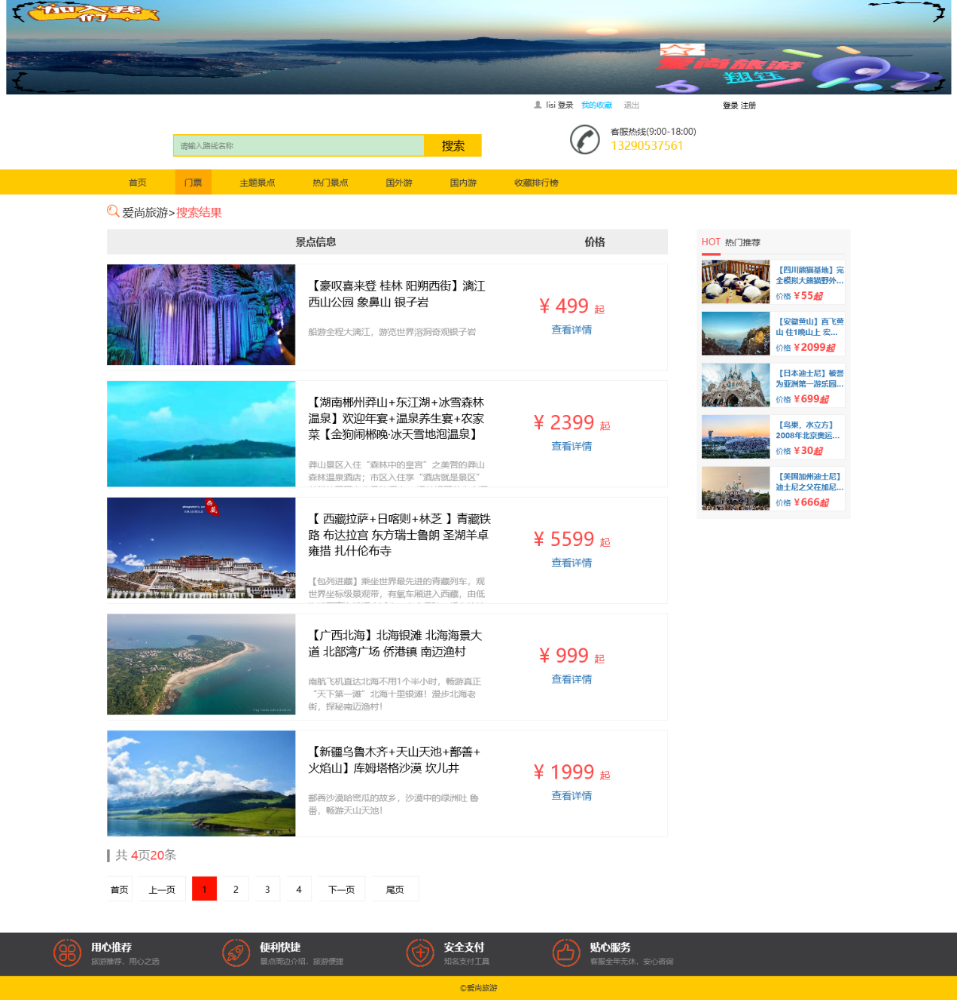 加入我们
爱尚旅游
翔钰
lisi 登录 我的收藏 退出 登录 注册
请输入路线名称 搜索
客服热线(9:00-18:00)
13290537561
首页 门票 主题景点 热门景点 国外游 国内游 收藏排行榜
爱尚旅游>搜索结果
景点信息 价格
【豪叹喜来登 桂林 阳朔西街】漓江
西山公园 象鼻山 银子岩
船游全程大漓江，游览世界溶洞奇观银子岩
¥ 499 起
查看详情
【湖南郴州莽山+东江湖+冰雪森林
温泉】欢迎年宴+温泉养生宴+农家
菜【金狗闹郴晚·冰天雪地泡温泉】
莽山景区入住“森林中的皇宫”之美誉的莽山
森林温泉酒店；市区入住享“酒店就是景区”
¥ 2399 起
查看详情
西藏
【 西藏拉萨+日喀则+林芝 】青藏铁
路 布达拉宫 东方瑞士鲁朗 圣湖羊卓
雍措 扎什伦布寺
【包列进藏】乘坐世界最先进的青藏列车，观
世界坐标级景观带，有氧车厢进入西藏，由低
¥ 5599 起
查看详情
【广西北海】北海银滩 北海海景大
道 北部湾广场 侨港镇 南迈渔村
南航飞机直达北海不用1个半小时，畅游真正
“天下第一滩”北海十里银滩！漫步北海老
街，探秘南迈渔村！
¥ 999 起
查看详情
【新疆乌鲁木齐+天山天池+鄯善+
火焰山】库姆塔格沙漠 坎儿井
鄯善沙漠哈密瓜的故乡，沙漠中的绿洲吐 鲁
番，畅游天山天池！
¥ 1999 起
查看详情
HOT 热门推荐
【四川熊猫基地】完
全模拟大熊猫野外...
价格 ¥55起
【安徽黄山】直飞黄
山 住1晚山上 宏...
价格 ¥2099起
【日本迪士尼】被誉
为亚洲第一游乐园...
价格 ¥699起
【鸟巢，水立方】
2008年北京奥运...
价格 ¥30起
【美国加州迪士尼】
迪士尼之父在加尼...
价格 ¥666起
共 4页20条
首页 上一页 1 2 3 4 下一页 尾页
用心推荐
旅游推荐，用心之选
便利快捷
景点周边介绍，旅游便捷
安全支付
知名支付工具
贴心服务
客服全年无休，安心咨询
©爱尚旅游